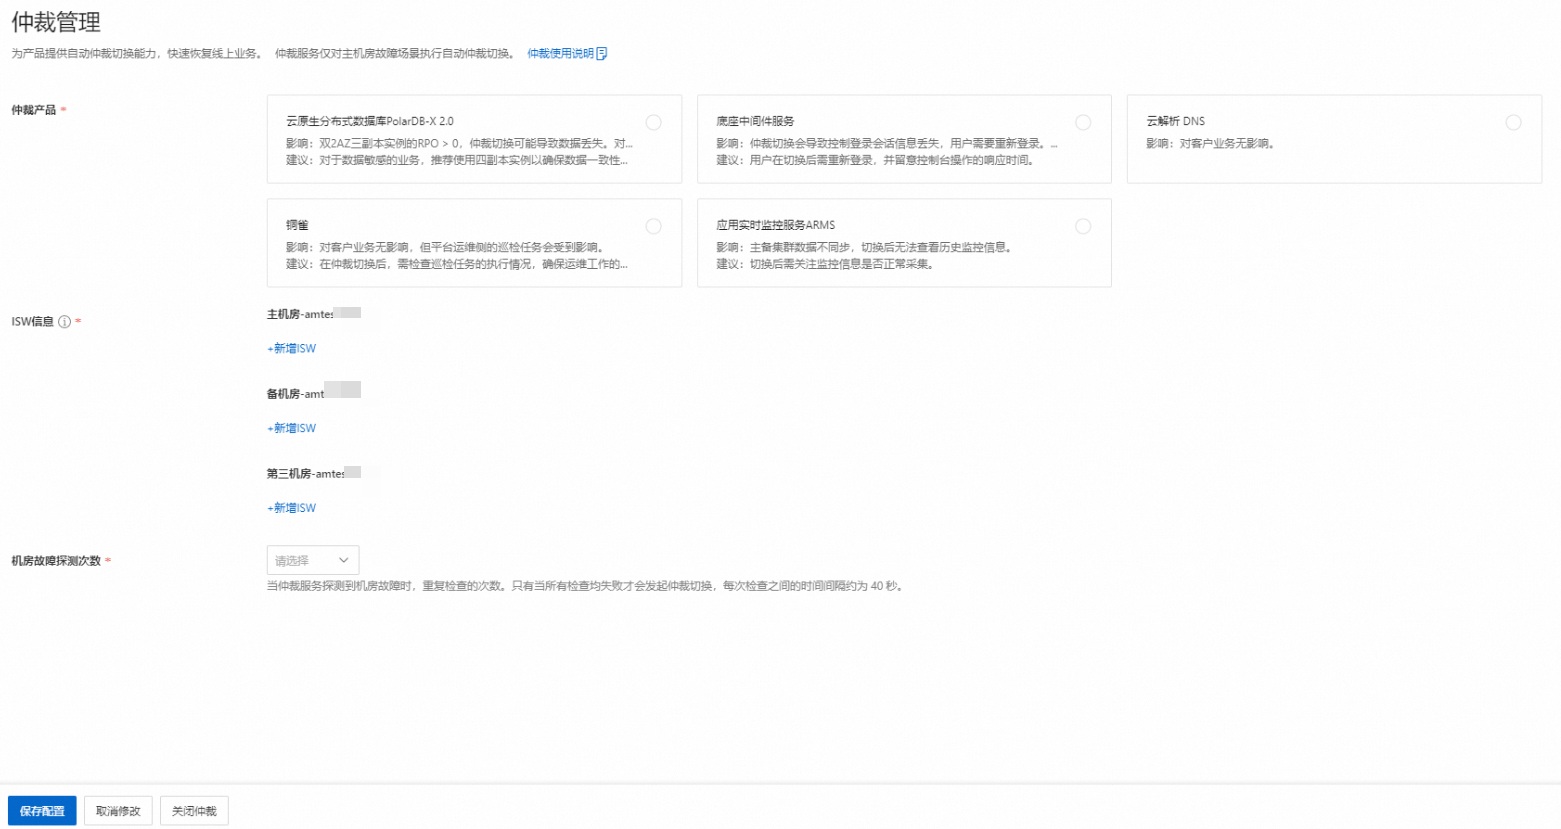 仲裁管理
为产品提供自动仲裁切换能力，快速恢复线上业务。 仲裁服务仅对主机房故障场景执行自动仲裁切换。 仲裁使用说明
仲裁产品 *
云原生分布式数据库PolarDB-X 2.0
影响：双2AZ三副本实例的RPO > 0，仲裁切换可能导致数据丢失。对...
建议：对于数据敏感的业务，推荐使用四副本实例以确保数据一致性...
底座中间件服务
影响：仲裁切换会导致控制登录会话信息丢失，用户需要重新登录。...
建议：用户在切换后需重新登录，并留意控制台操作的响应时间。
云解析 DNS
影响：对客户业务无影响。
铜雀
影响：对客户业务无影响，但平台运维侧的巡检任务会受到影响。
建议：在仲裁切换后，需检查巡检任务的执行情况，确保运维工作的...
应用实时监控服务ARMS
影响：主备集群数据不同步，切换后无法查看历史监控信息。
建议：切换后需关注监控信息是否正常采集。
ISW信息 *
主机房-amtes
+新增ISW
备机房-amt
+新增ISW
第三机房-amtes
+新增ISW
机房故障探测次数 *
请选择
当仲裁服务探测到机房故障时，重复检查的次数。只有当所有检查均失败才会发起仲裁切换，每次检查之间的时间间隔约为 40 秒。
保存配置
取消修改
关闭仲裁